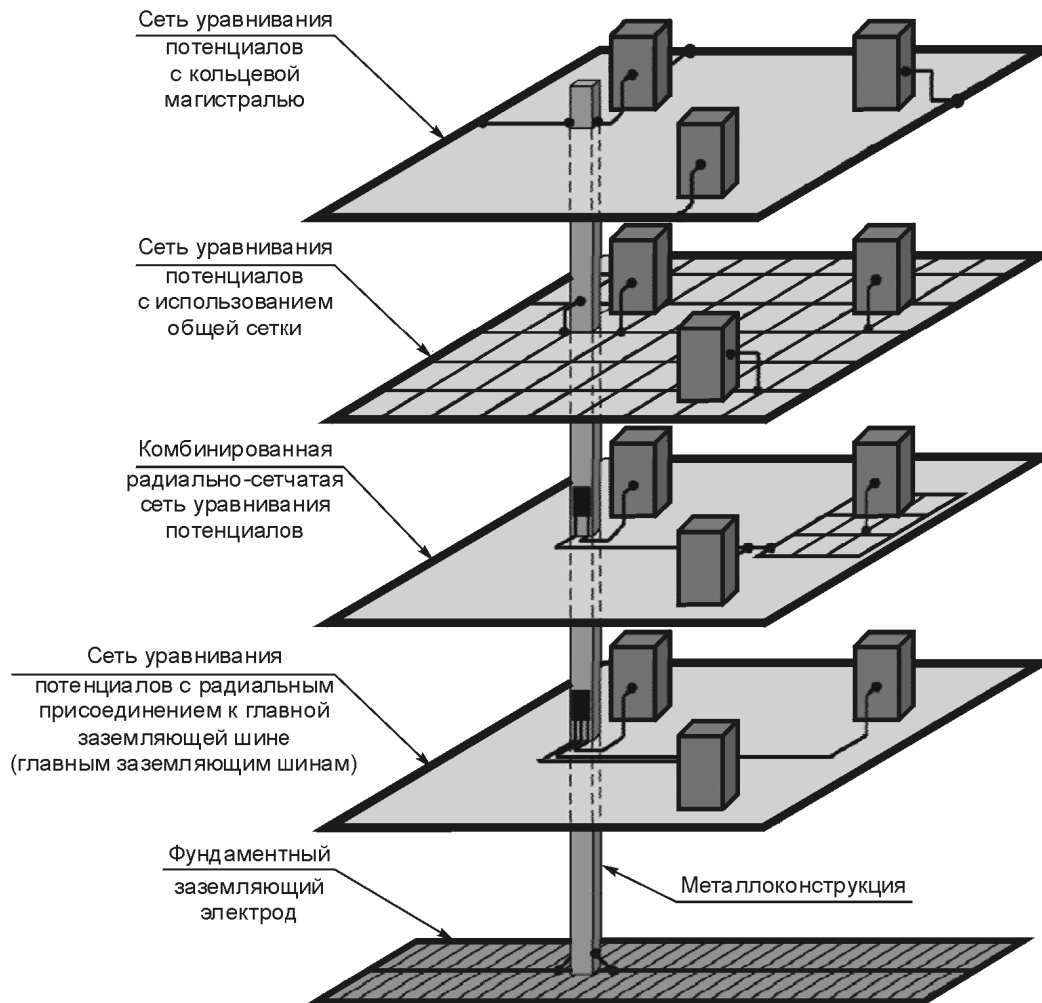 Сеть уравнивания
потенциалов
с кольцевой
магистралью
Сеть уравнивания
потенциалов
с использованием
общей сетки
Комбинированная
радиально-сетчатая
сеть уравнивания
потенциалов
Сеть уравнивания
потенциалов с радиальным
присоединением к главной
заземляющей шине
(главным заземляющим шинам)
Фундаментный
заземляющий
электрод
Металлоконструкция